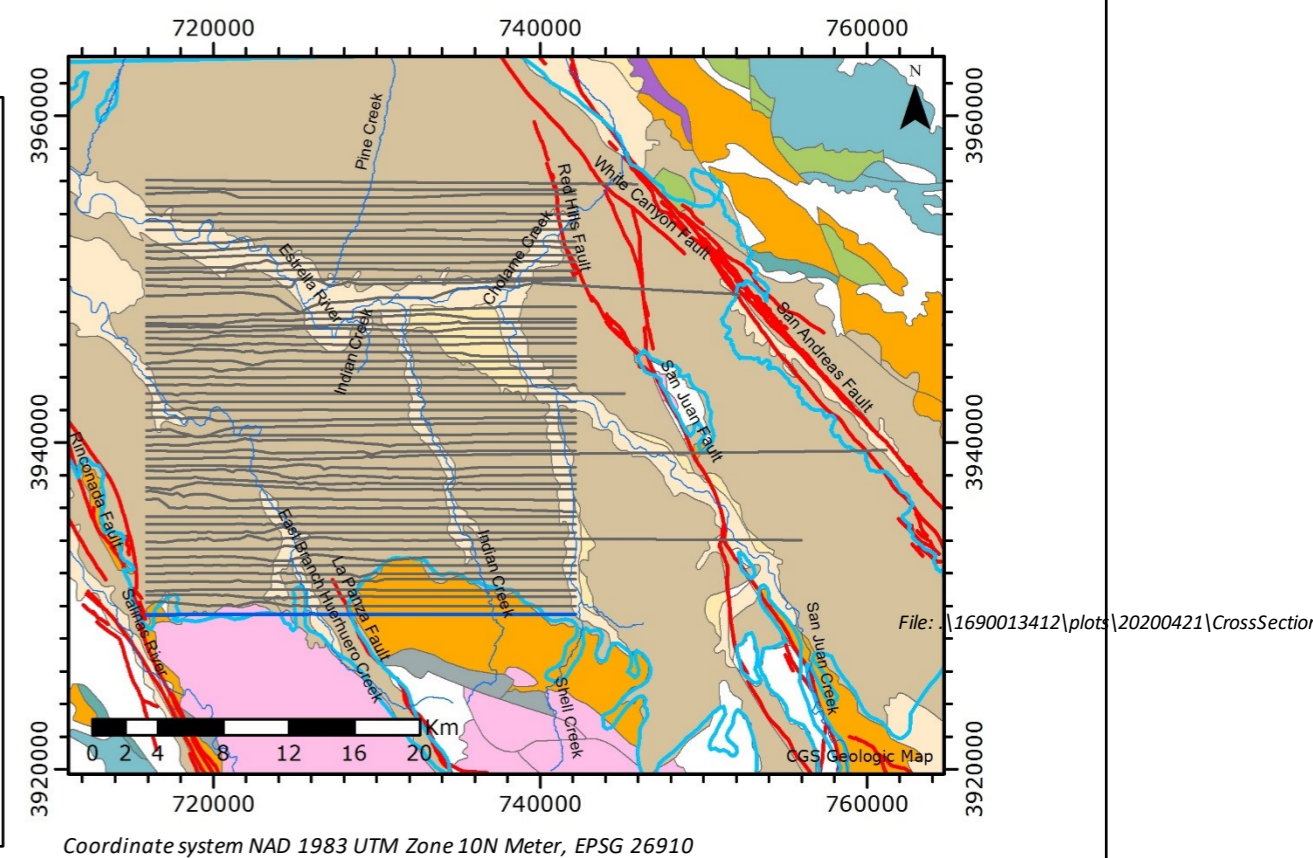 720000
740000
760000
3960000
3960000
N
Pine Creek
White Canyon Fault
Red Hills Fault
Cholame Creek
Estrella River
Indian Creek
San Andreas Fault
San Juan Fault
3940000
3940000
Rinconada Fault
East Branch Huerhuero Creek
La Panza Fault
Indian Creek
Salinas River
San Juan Creek
File: .\1690013412\plots\20200421\CrossSection
Shell Creek
Km
0 2 4 8 12 16 20
CGS Geologic Map
3920000
3920000
720000
740000
760000
Coordinate system NAD 1983 UTM Zone 10N Meter, EPSG 26910